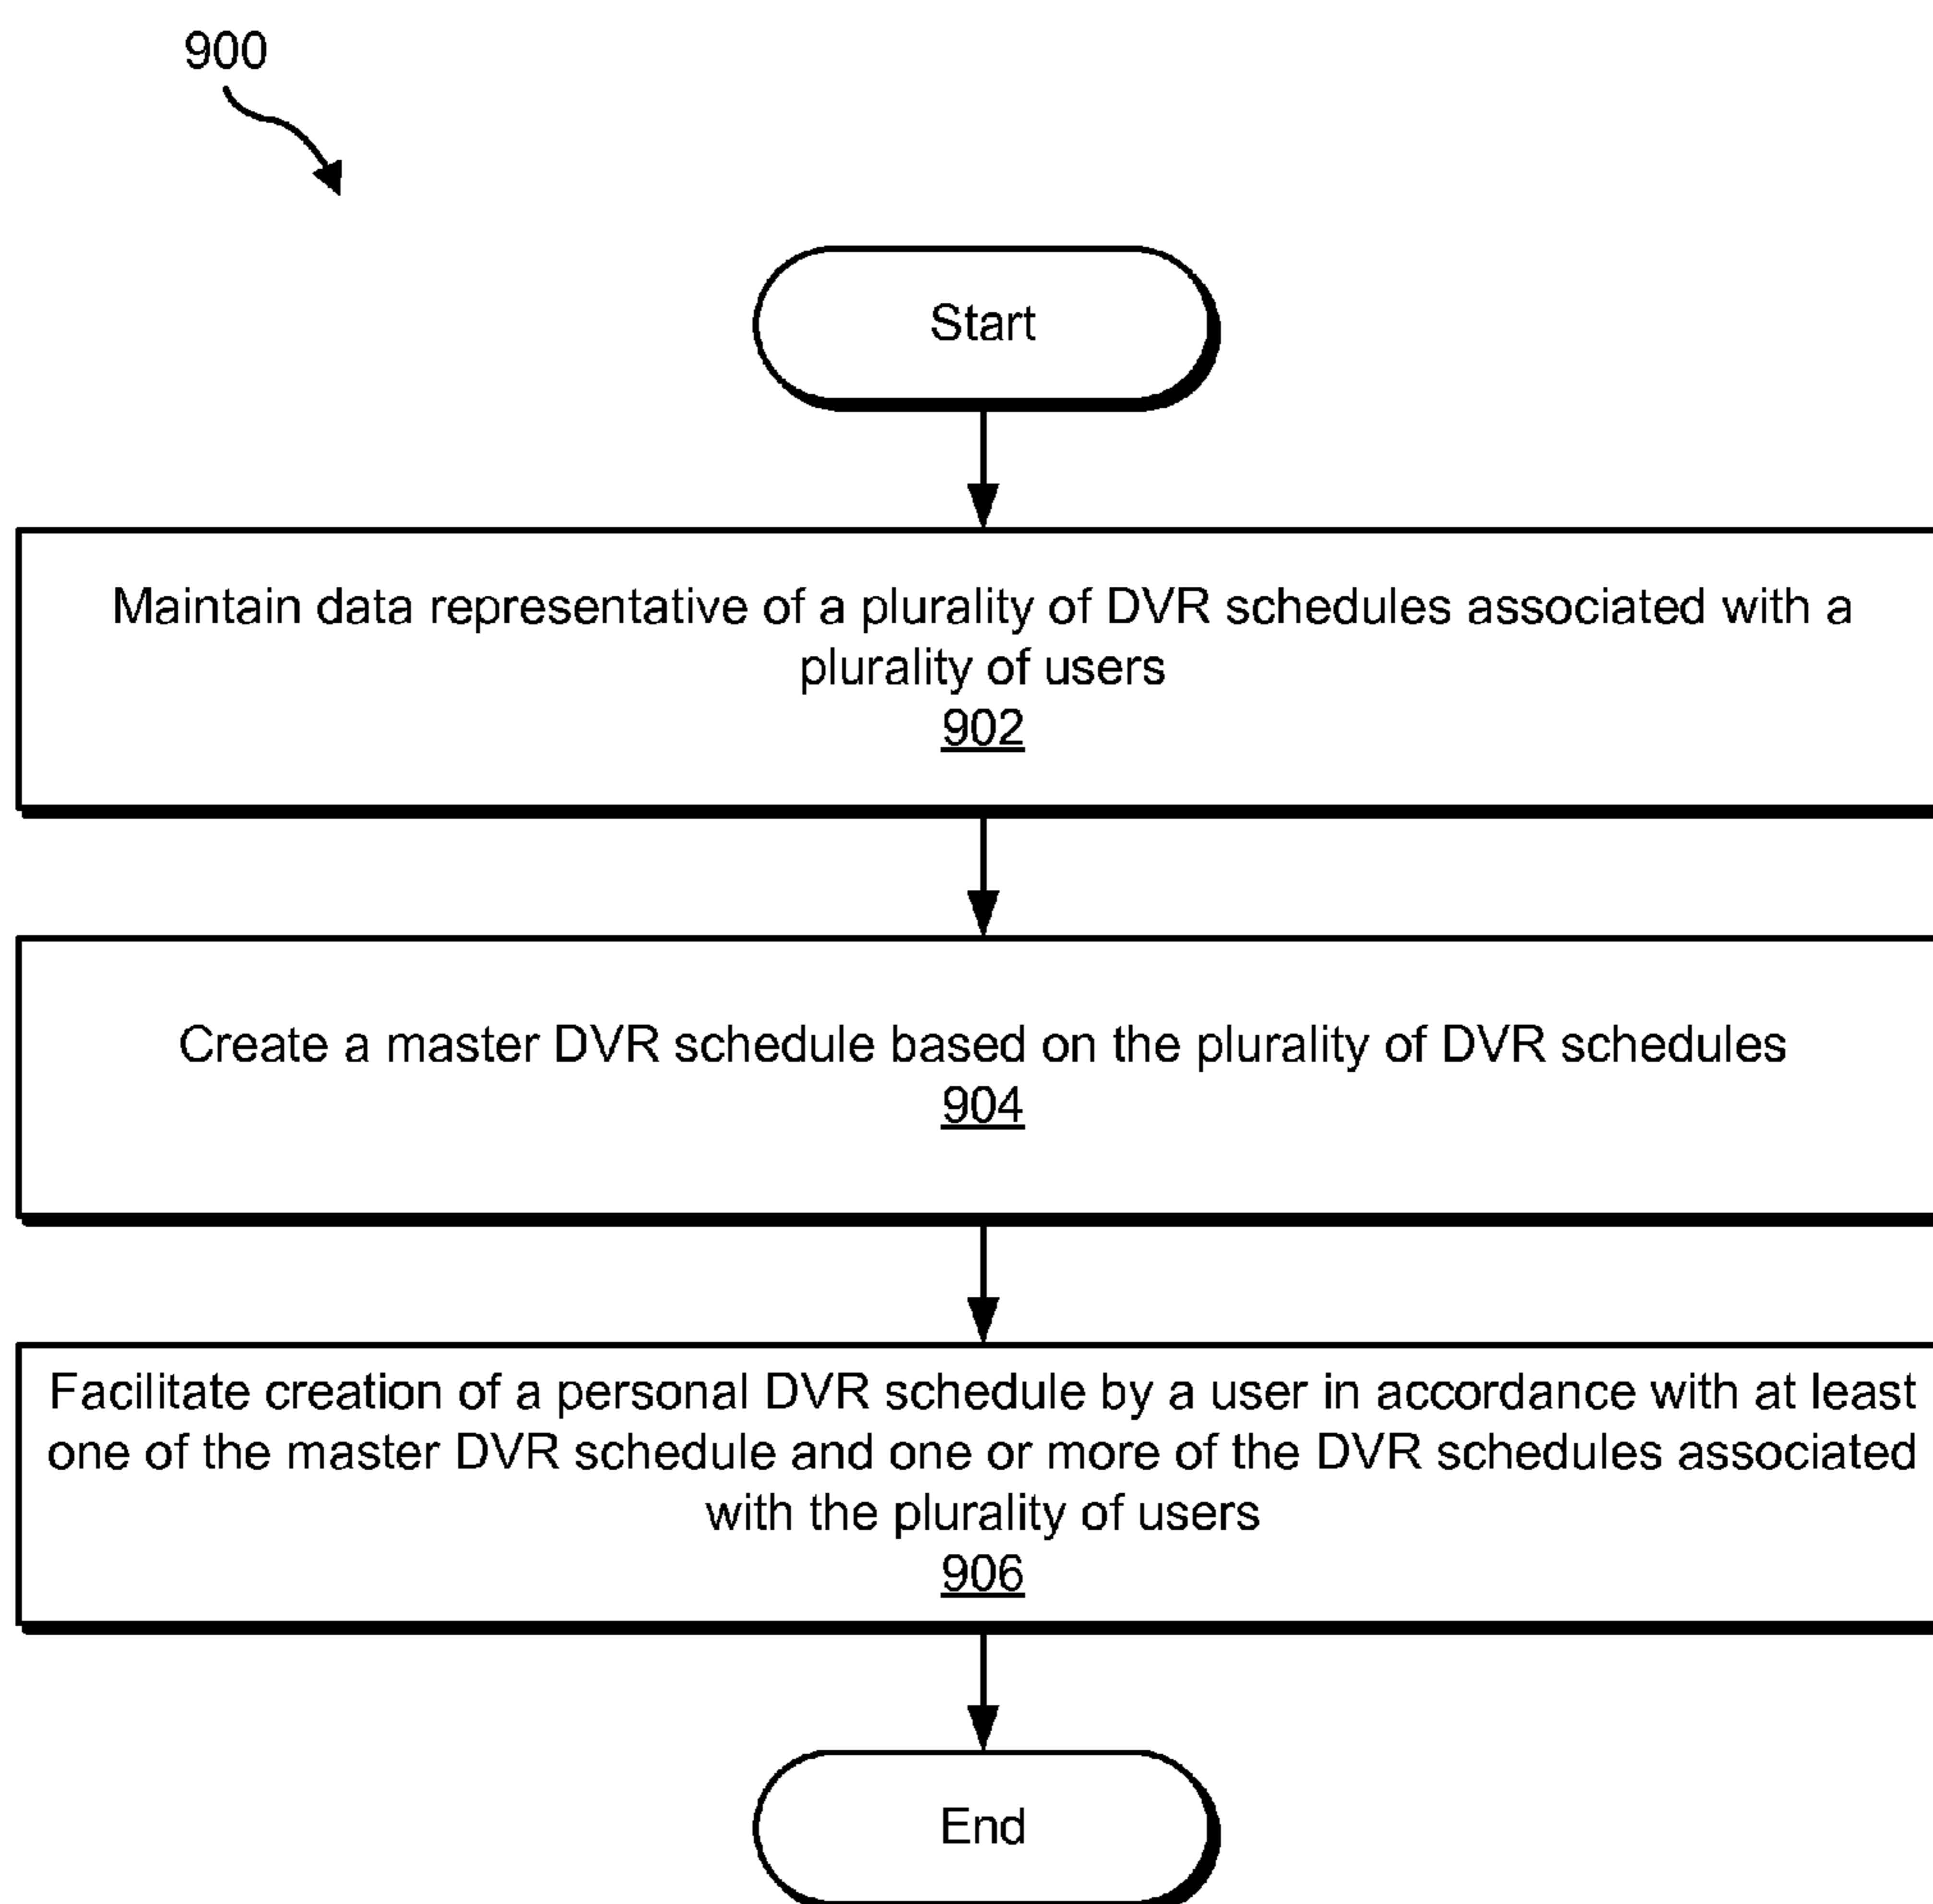 900
Start
Maintain data representative of a plurality of DVR schedules associated with a
plurality of users
902
Create a master DVR schedule based on the plurality of DVR schedules
904
Facilitate creation of a personal DVR schedule by a user in accordance with at least
one of the master DVR schedule and one or more of the DVR schedules associated
with the plurality of users
906
End